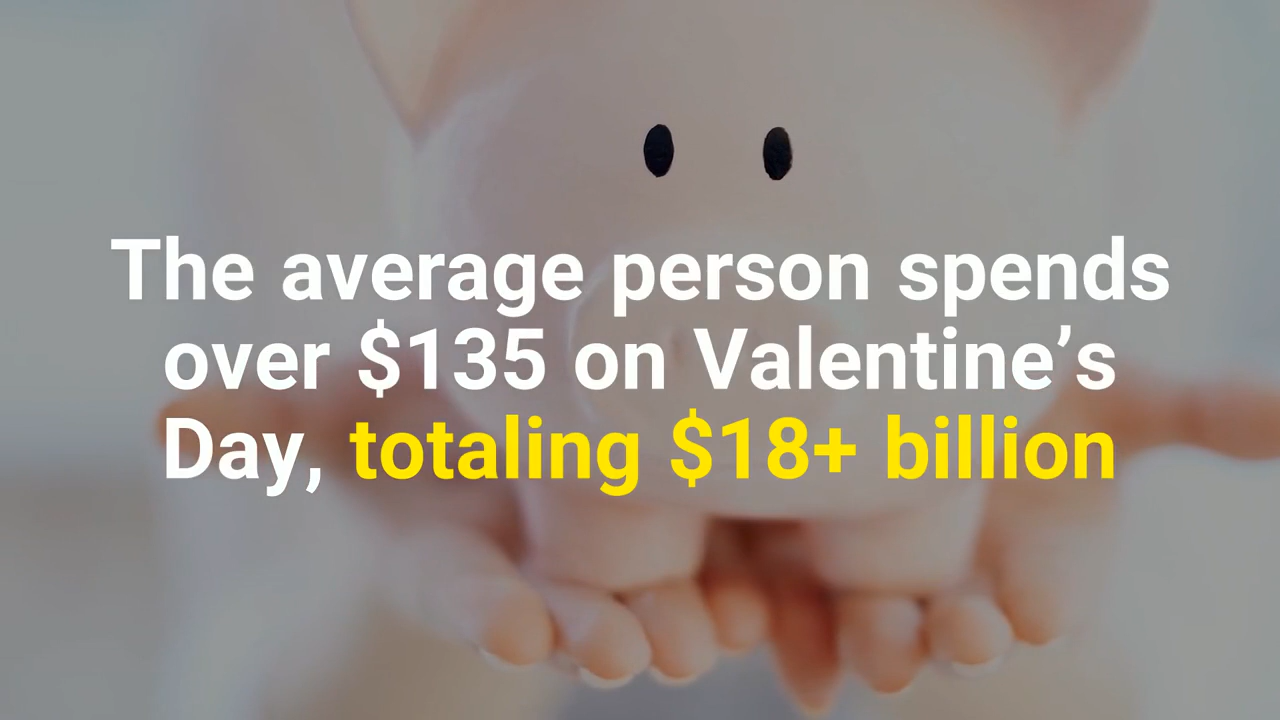 The average person spends
over $135 on Valentine’s
Day, totaling $18+ billion